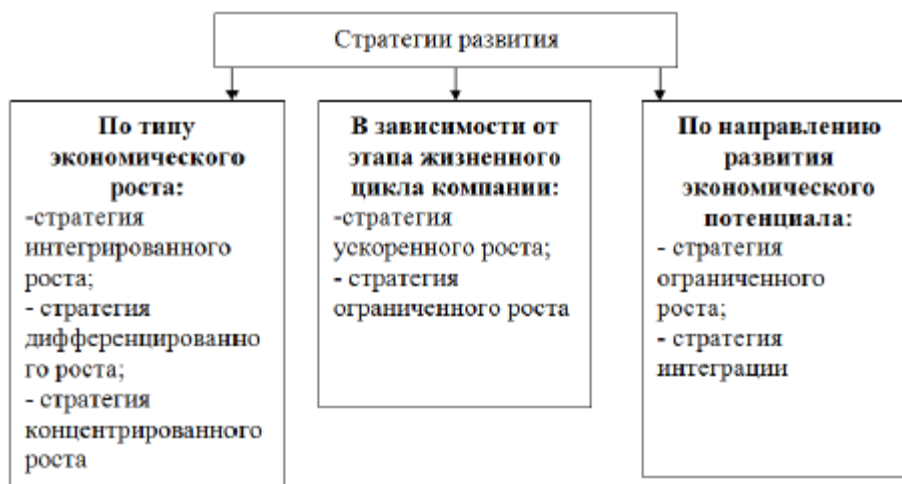 Стратегии развития
По типу
экономического
роста:
-стратегия
интегрированного
роста;
- стратегия
дифференцированно
го роста;
- стратегия
концентрированного
роста
В зависимости от
этапа жизненного
цикла компании:
-стратегия
ускоренного роста;
- стратегия
ограниченного роста
По направлению
развития
экономического
потенциала:
- стратегия
ограниченного
роста;
- стратегия
интеграции